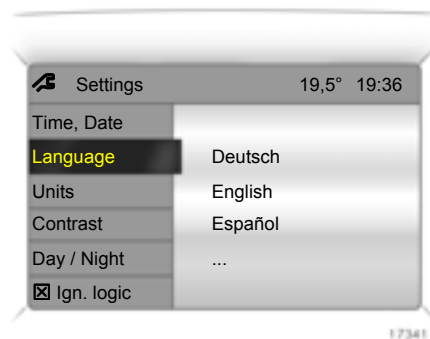 Settings 19,5° 19:36
Time, Date
Language Deutsch
Units English
Contrast Español
Day / Night ...
Ign. logic
17341